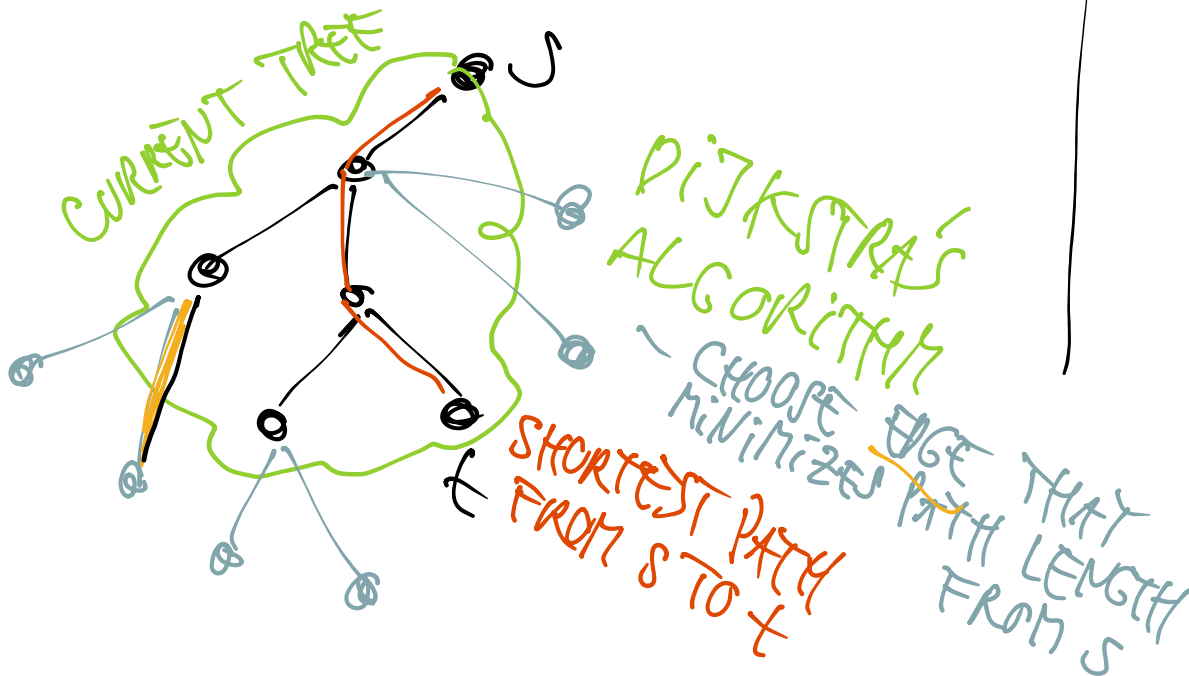 CURRENT TREE
S
DIJKSTRA'S
ALGORITHM
- CHOOSE EDGE THAT
MINIMIZES PATH LENGTH
FROM S
t
SHORTEST PATH
FROM S TO t